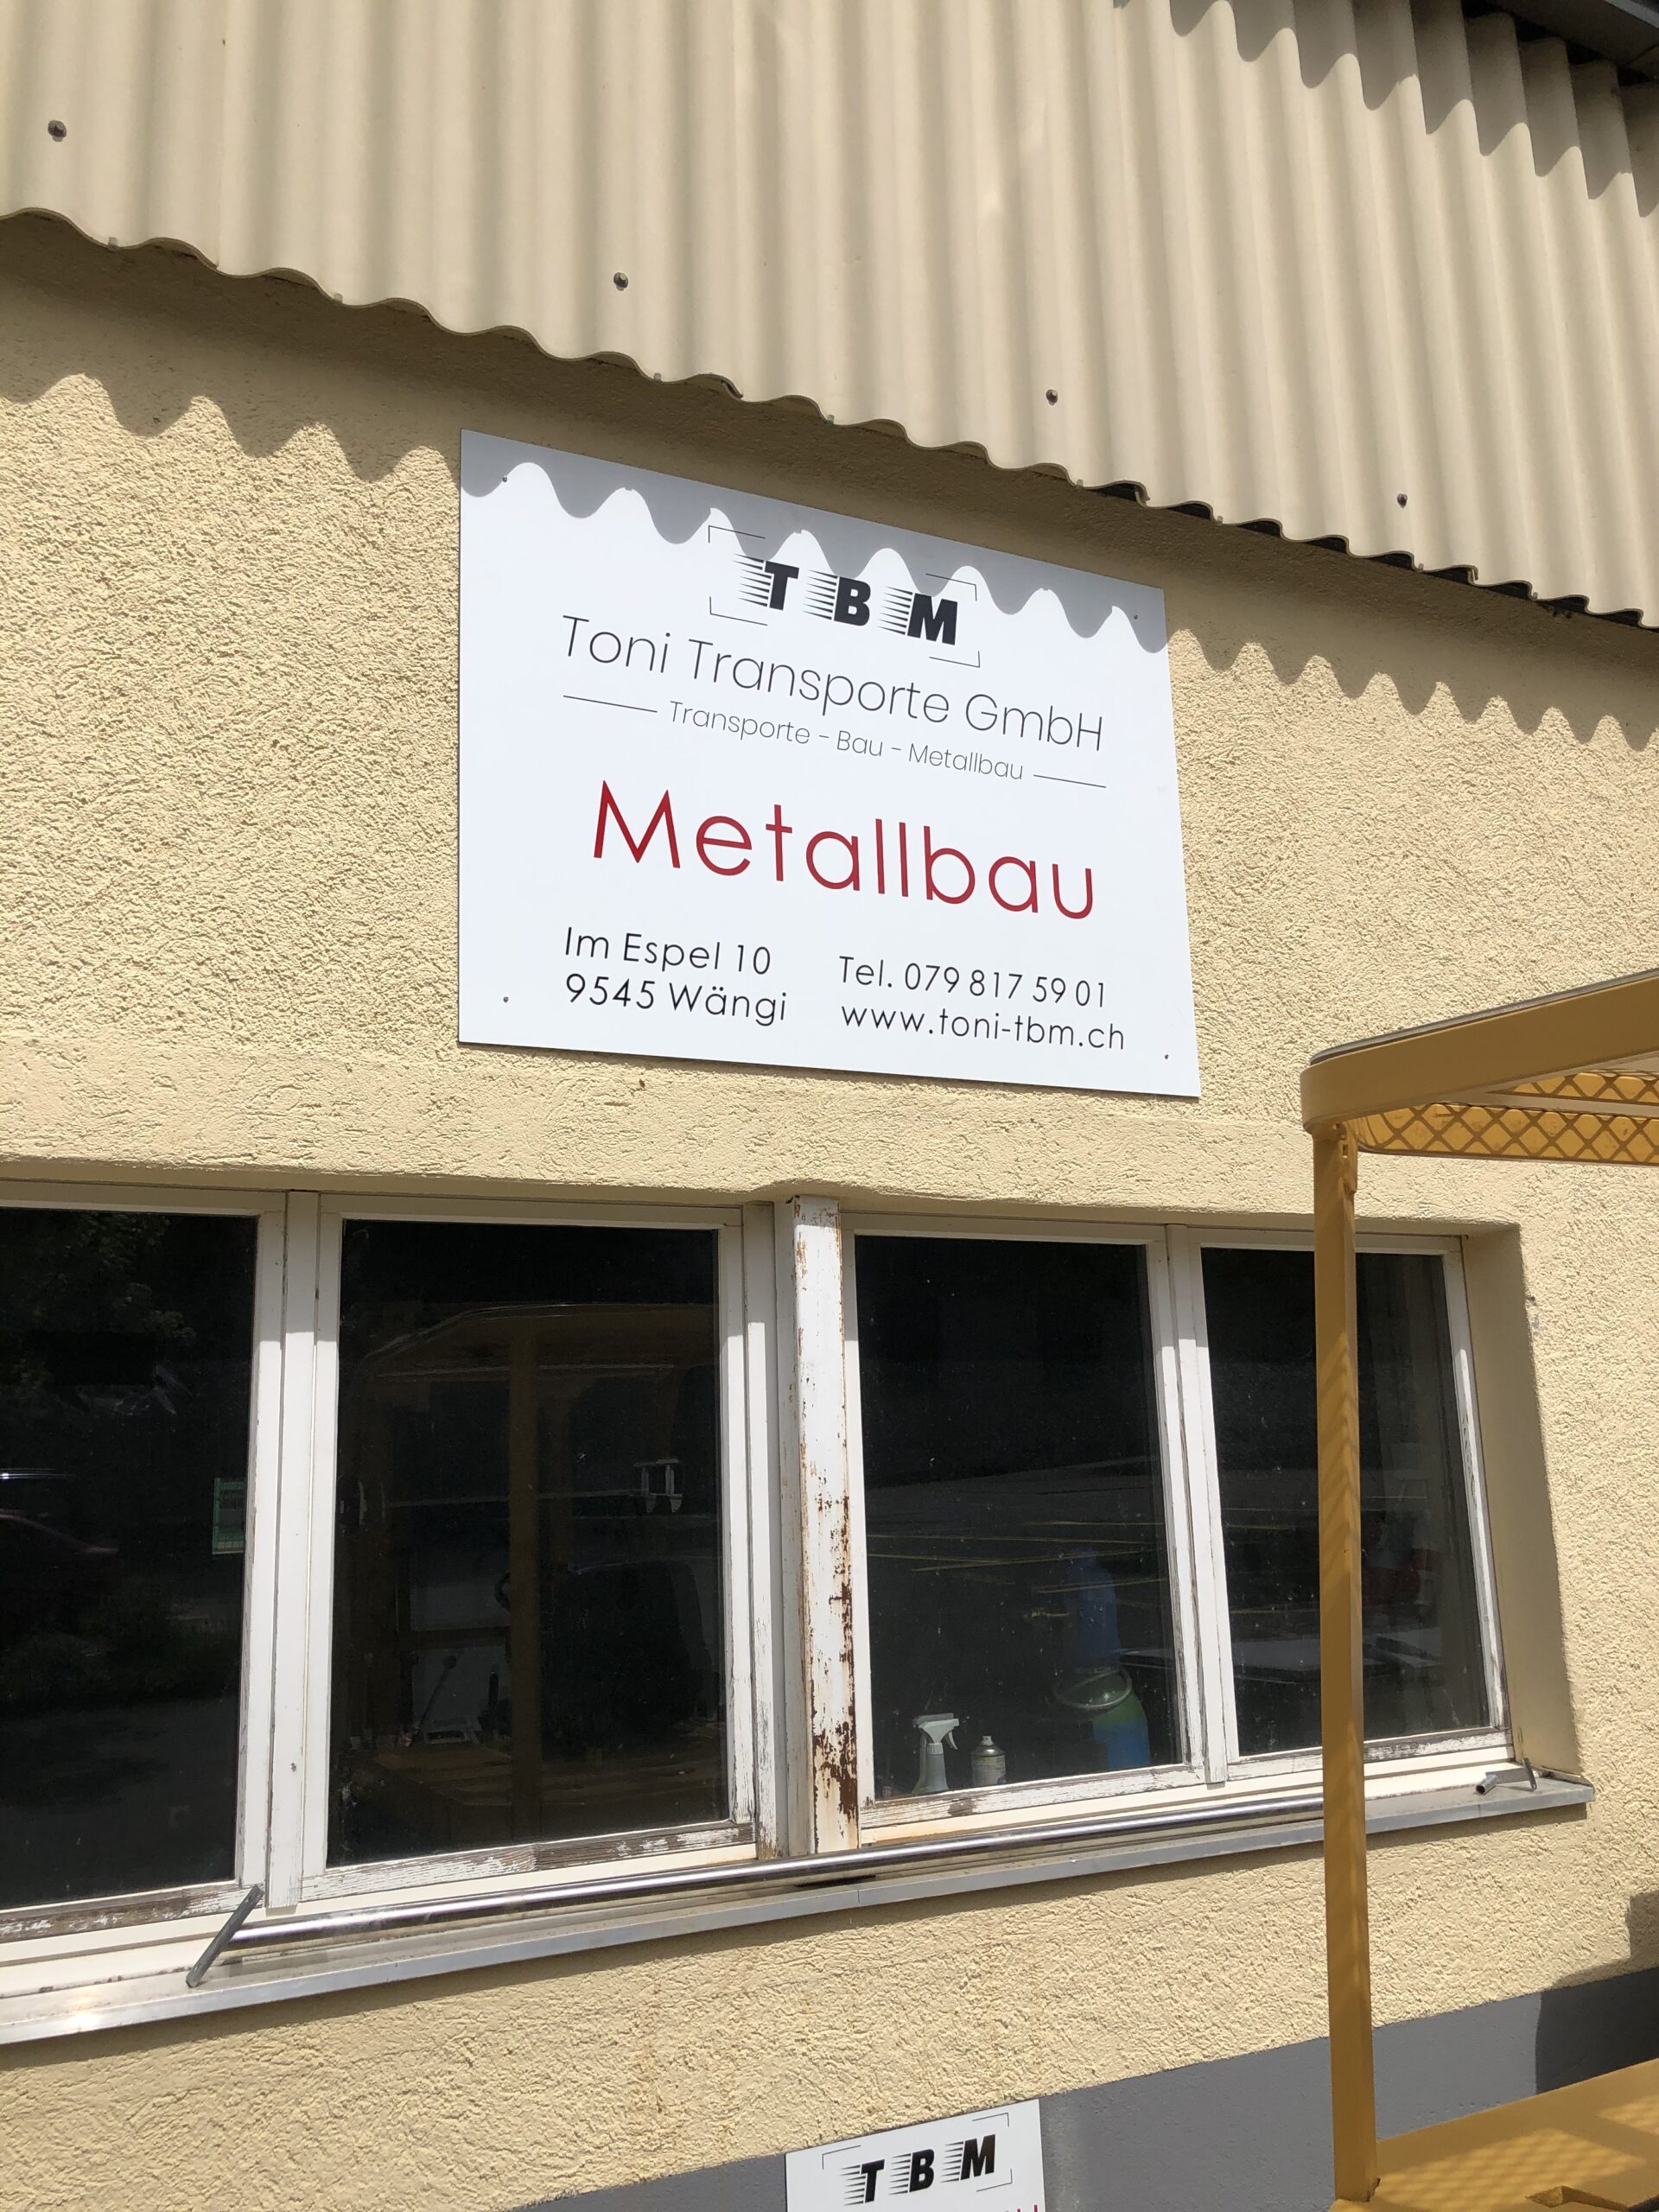 TBM
Toni Transporte GmbH
Transporte - Bau - Metallbau
Metallbau
Im Espel 10
9545 Wängi
Tel. 079 817 59 01
www.toni-tbm.ch
TBM